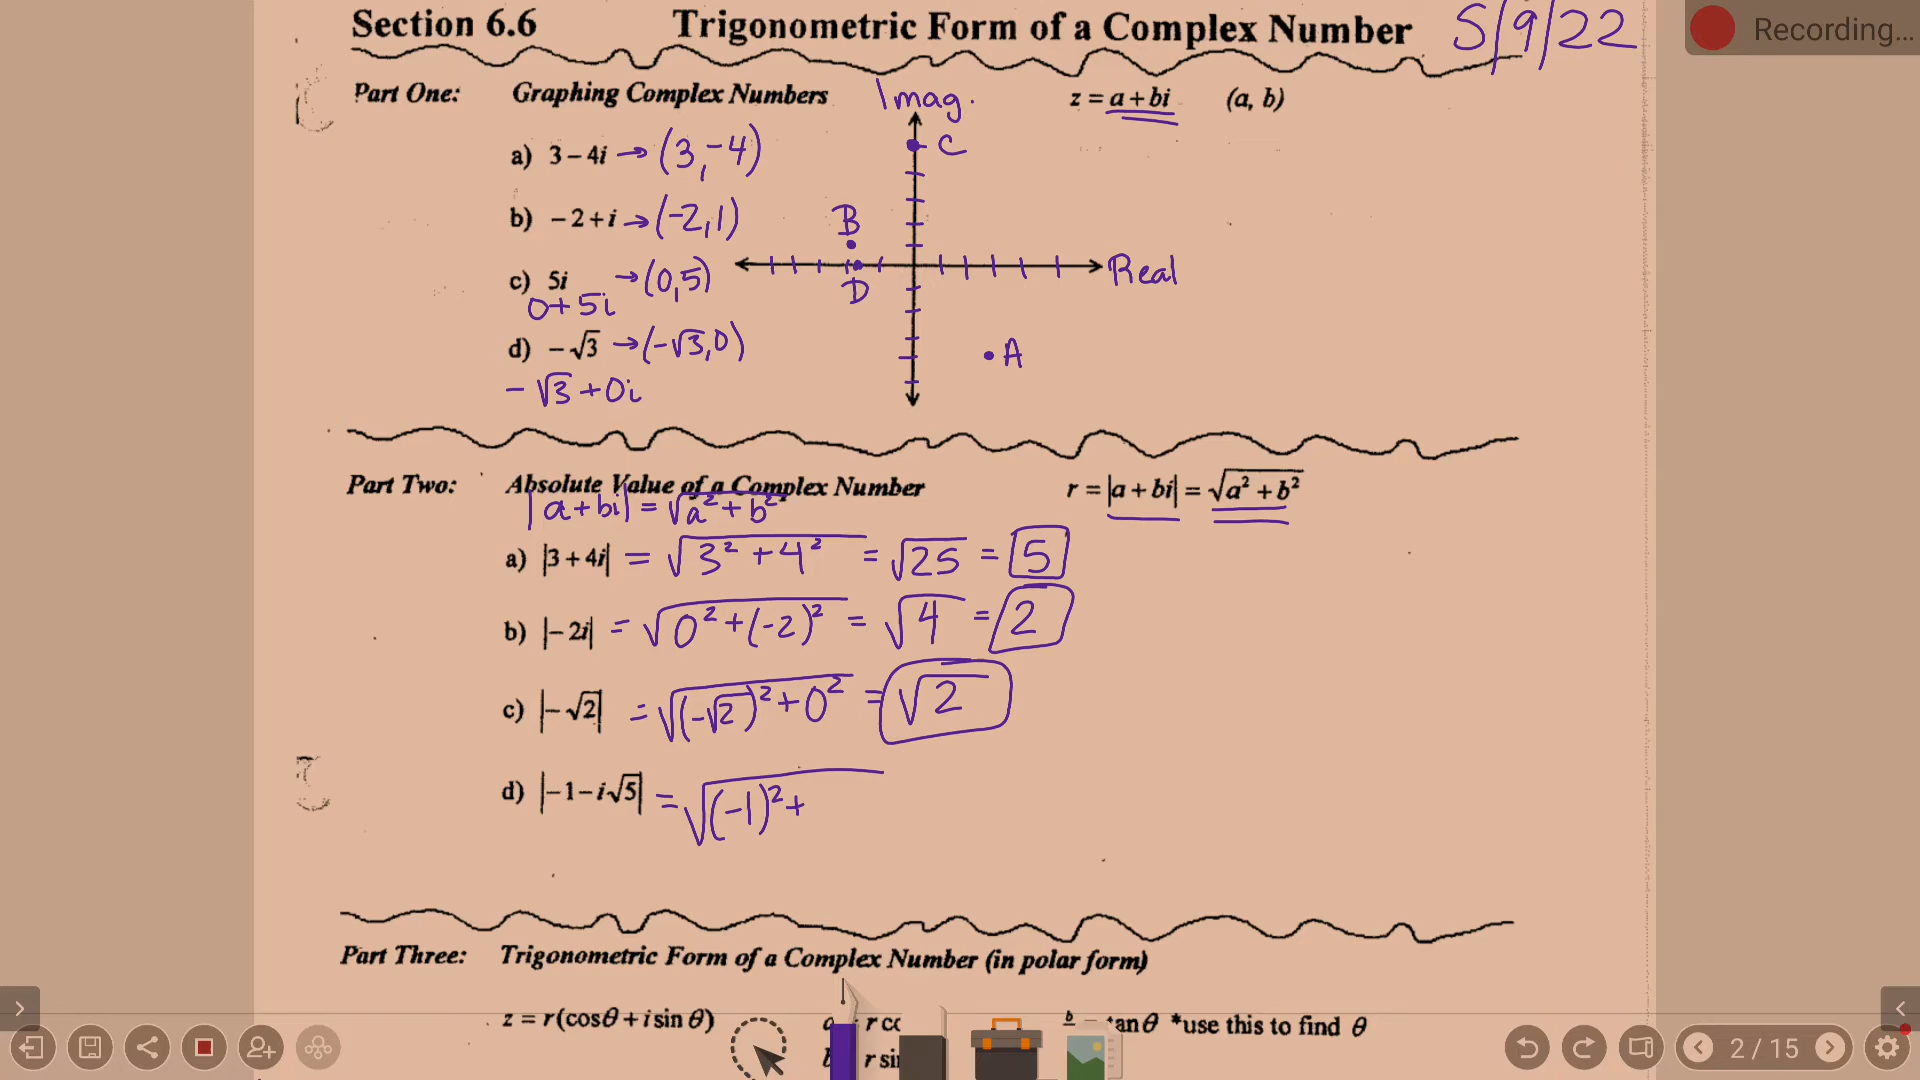 Section 6.6 Trigonometric Form of a Complex Number 5/9/22
Recording...
Part One: Graphing Complex Numbers z = a + bi (a, b)
Imag.
a) 3 – 4i → (3, -4)
C
b) – 2 + i → (-2, 1)
B
c) 5i → (0, 5)
Real
0 + 5i
D
d) – √3 → (-√3, 0)
A
- √3 + 0i
Part Two: Absolute Value of a Complex Number r = |a + bi| = √(a² + b²)
|a + bi| = √(a² + b²)
a) |3 + 4i| = √(3² + 4²) = √25 = 5
b) |– 2i| = √(0² + (-2)²) = √4 = 2
c) |– √2| = √((-√2)² + 0²) = √2
d) |– 1 – i√5| = √((-1)² +
Part Three: Trigonometric Form of a Complex Number (in polar form)
z = r(cosθ + i sin θ) a r b = tanθ *use this to find θ
b r
2 / 15